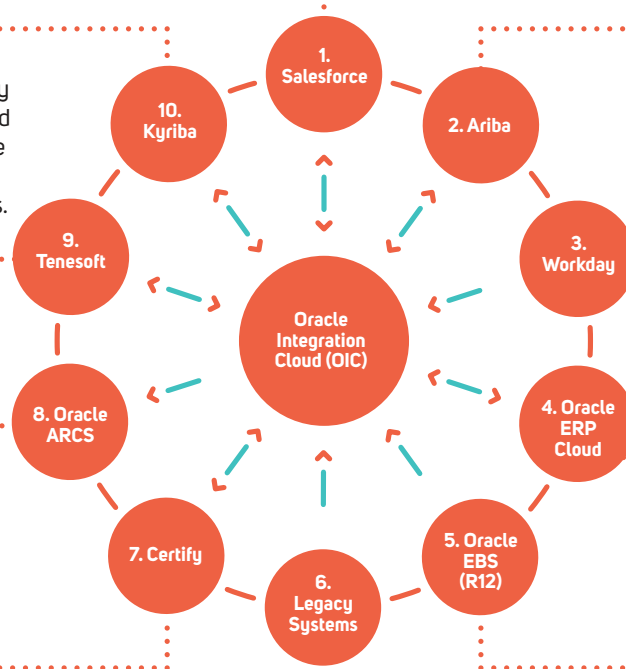 1.
Salesforce
2. Ariba
3.
Workday
4. Oracle
ERP
Cloud
5. Oracle
EBS
(R12)
6.
Legacy
Systems
7. Certify
8. Oracle
ARCS
9.
Tenesoft
10.
Kyriba
Oracle
Integration
Cloud (OIC)